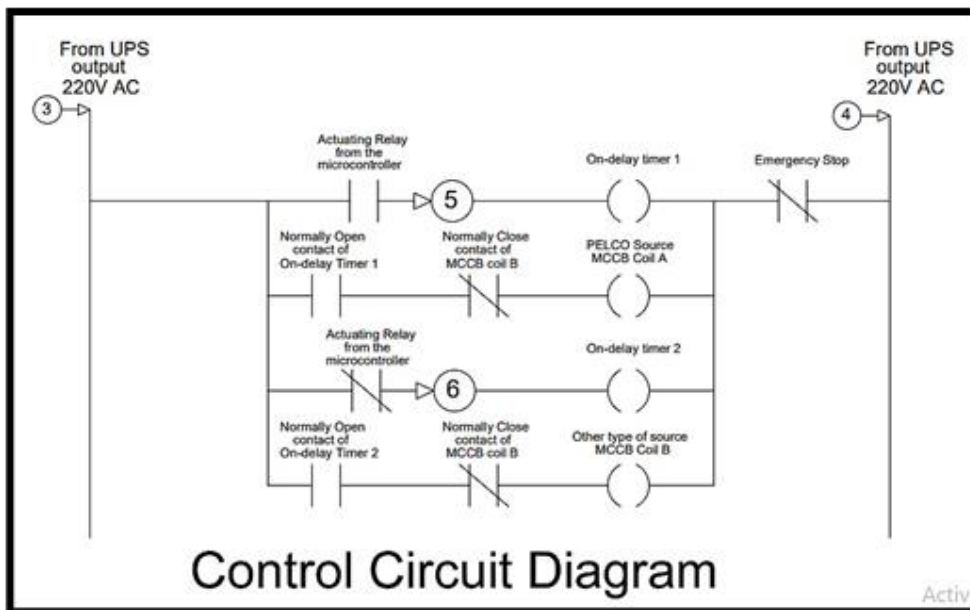 From UPS
output
220V AC
3
From UPS
output
220V AC
4
Actuating Relay
from the
microcontroller
5
On-delay timer 1
Emergency Stop
Normally Open
contact of
On-delay Timer 1
Normally Close
contact of
MCCB coil B
PELCO Source
MCCB Coil A
Actuating Relay
from the
microcontroller
6
On-delay timer 2
Normally Open
contact of
On-delay Timer 2
Normally Close
contact of
MCCB coil B
Other type of source
MCCB Coil B
Control Circuit Diagram
Activ